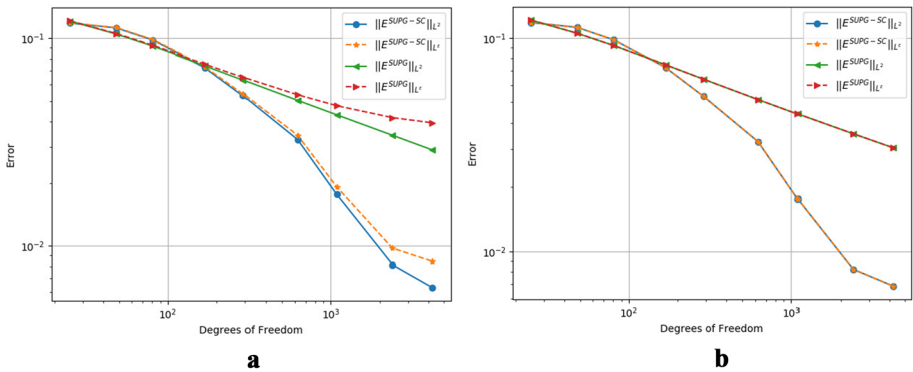 ||E^{SUPG-SC}||_{L^2}
||E^{SUPG-SC}||_{L^ε}
||E^{SUPG}||_{L^2}
||E^{SUPG}||_{L^ε}
10^{-1}
10^{-2}
Error
10^2
10^3
Degrees of Freedom
a
||E^{SUPG-SC}||_{L^2}
||E^{SUPG-SC}||_{L^ε}
||E^{SUPG}||_{L^2}
||E^{SUPG}||_{L^ε}
10^{-1}
10^{-2}
Error
10^2
10^3
Degrees of Freedom
b